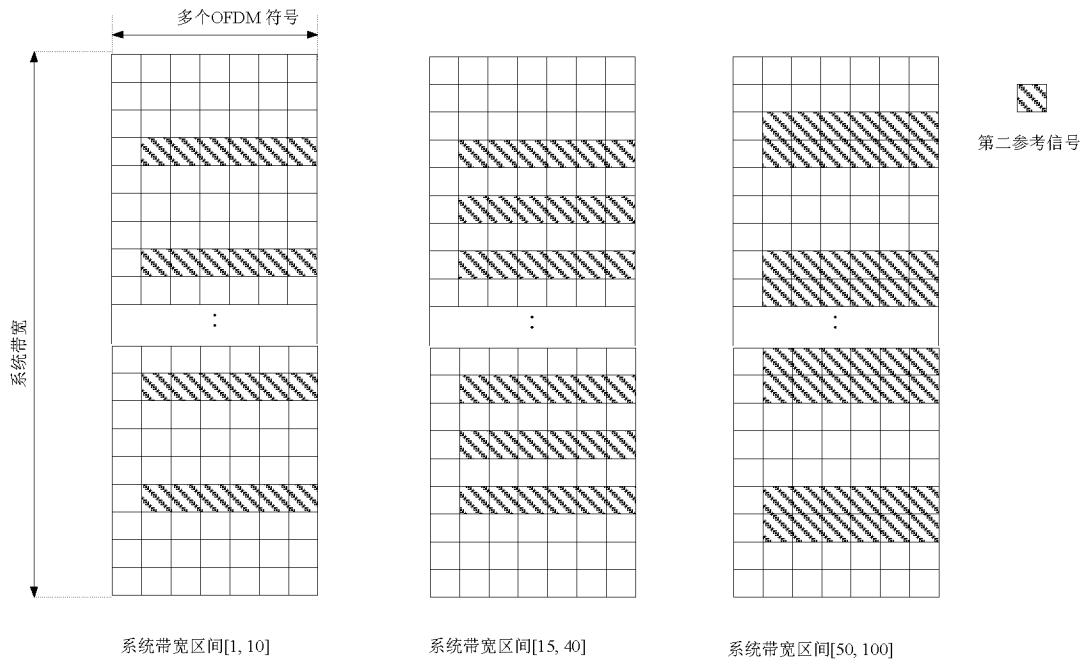 多个OFDM 符号
第二参考信号
系统带宽
系统带宽区间[1, 10]
系统带宽区间[15, 40]
系统带宽区间[50, 100]